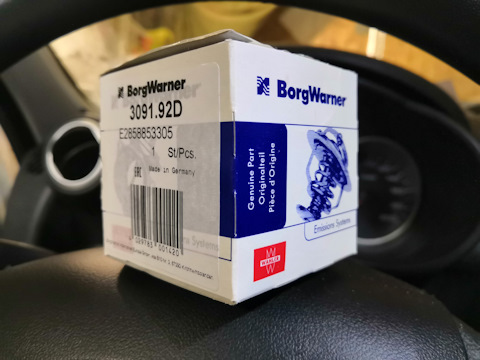 BorgWarner
3091.92D
E2858853305
1 St/Pcs.
EAC
Made in Germany
BorgWarner
Genuine Part
Originalteil
Pièce d'Origine
Emissions Systems
WAHLER